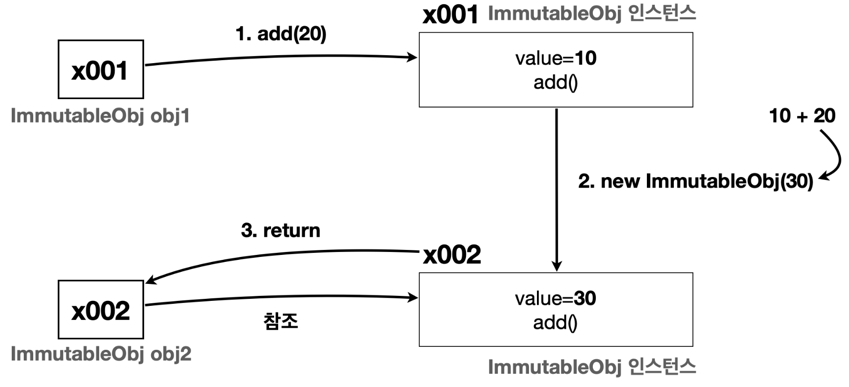 x001 ImmutableObj 인스턴스
1. add(20)
x001
value=10
add()
ImmutableObj obj1
10 + 20
2. new ImmutableObj(30)
3. return
x002
x002
value=30
add()
참조
ImmutableObj obj2
ImmutableObj 인스턴스